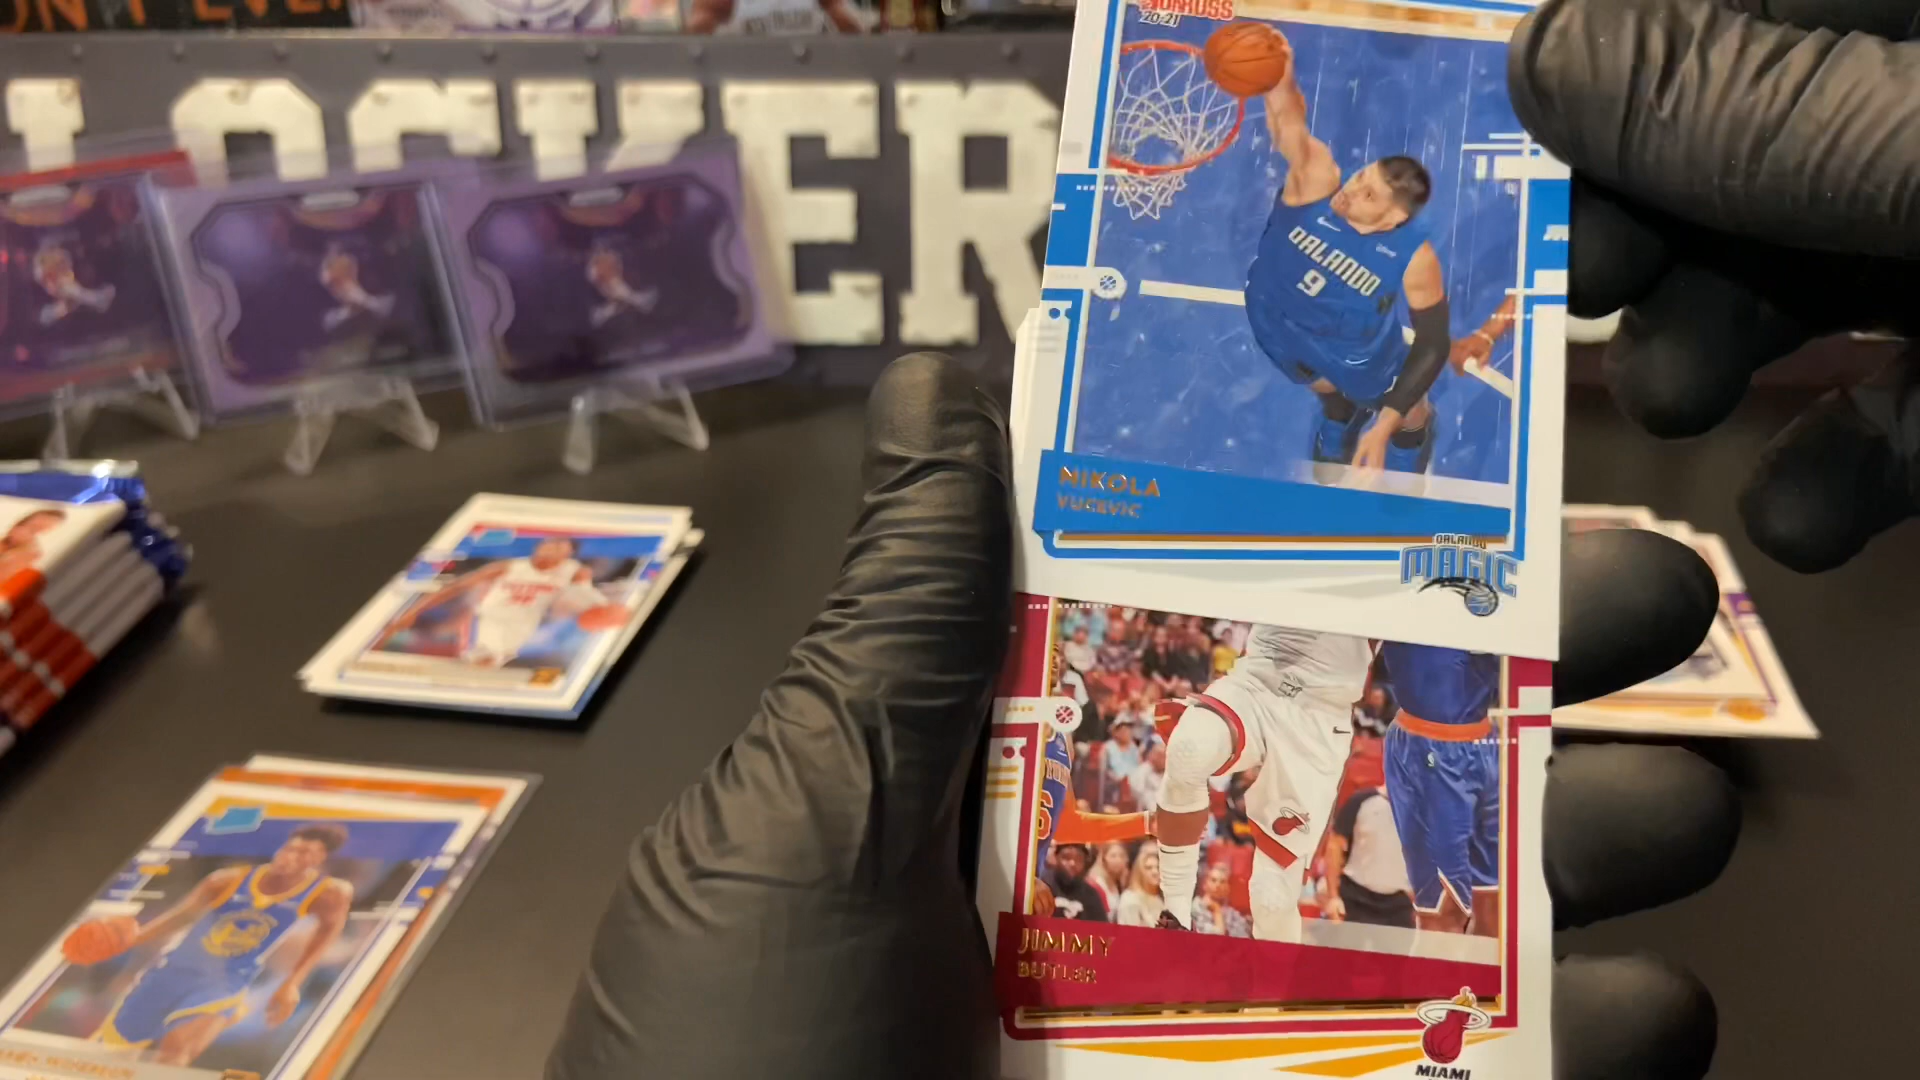 LOCKER
DONRUSS
20-21
ORLANDO
9
NIKOLA
VUCEVIC
ORLANDO
MAGIC
JIMMY
BUTLER
MIAMI